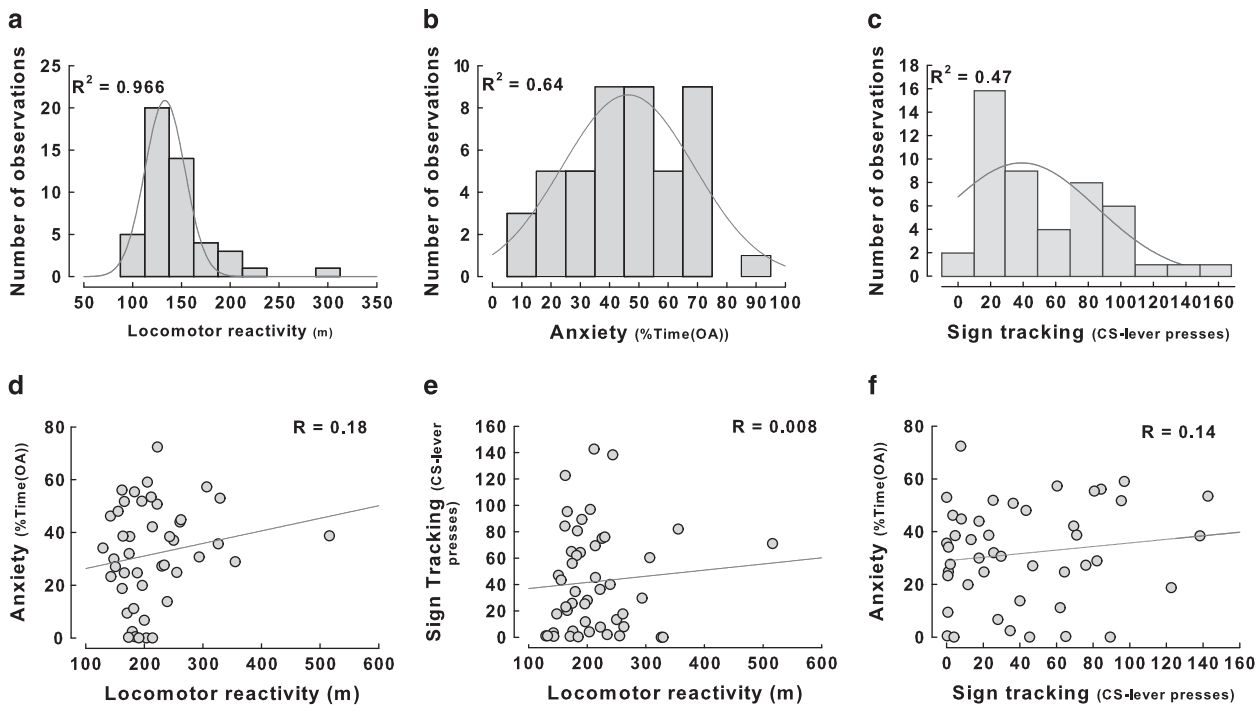 a
R² = 0.966
Number of observations
25
20
15
10
5
0
50 100 150 200 250 300 350
Locomotor reactivity (m)
b
R² = 0.64
Number of observations
10
8
6
4
2
0
0 10 20 30 40 50 60 70 80 90 100
Anxiety (%Time(OA))
c
R² = 0.47
Number of observations
18
16
14
12
10
8
6
4
2
0
0 20 40 60 80 100 120 140 160
Sign tracking (CS-lever presses)
d
R = 0.18
Anxiety (%Time(OA))
80
60
40
20
0
100 200 300 400 500 600
Locomotor reactivity (m)
e
R = 0.008
Sign Tracking (CS-lever
presses)
160
140
120
100
80
60
40
20
0
100 200 300 400 500 600
Locomotor reactivity (m)
f
R = 0.14
Anxiety (%Time(OA))
80
60
40
20
0
0 20 40 60 80 100 120 140 160
Sign tracking (CS-lever presses)